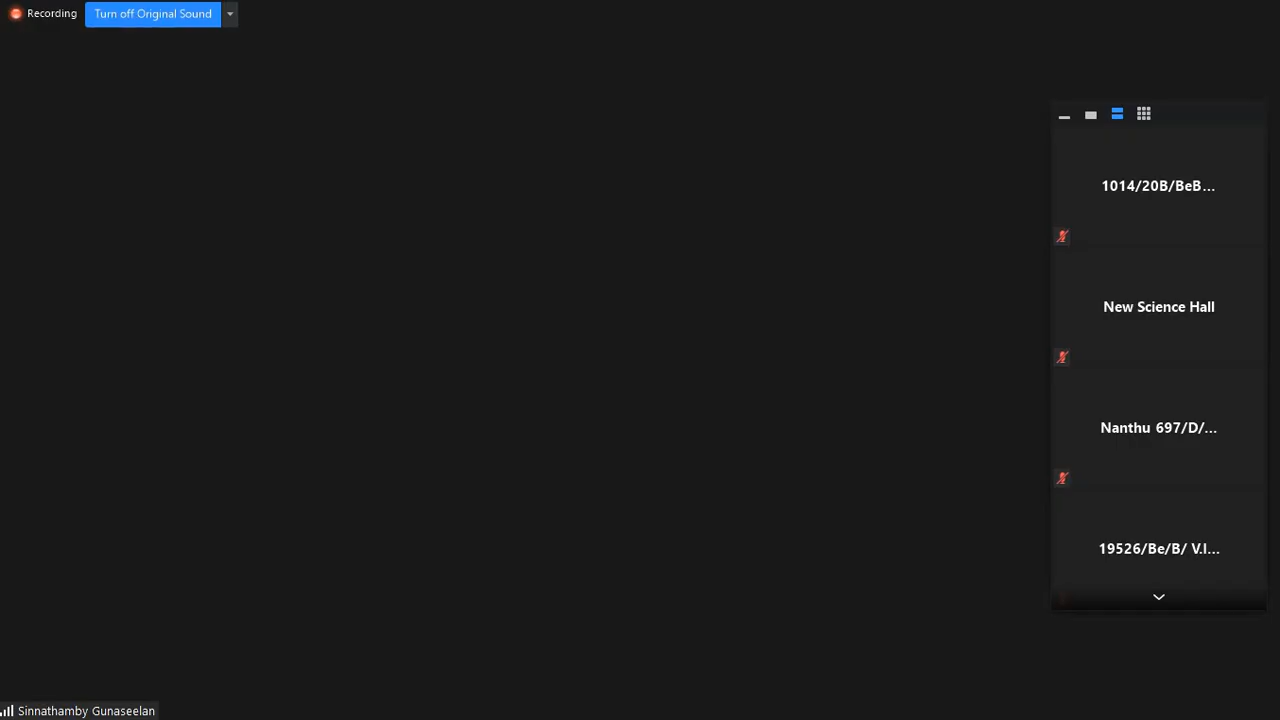 Recording
Turn off Original Sound
1014/20B/BeB...
New Science Hall
Nanthu 697/D/...
19526/Be/B/ V.I...
Sinnathamby Gunaseelan